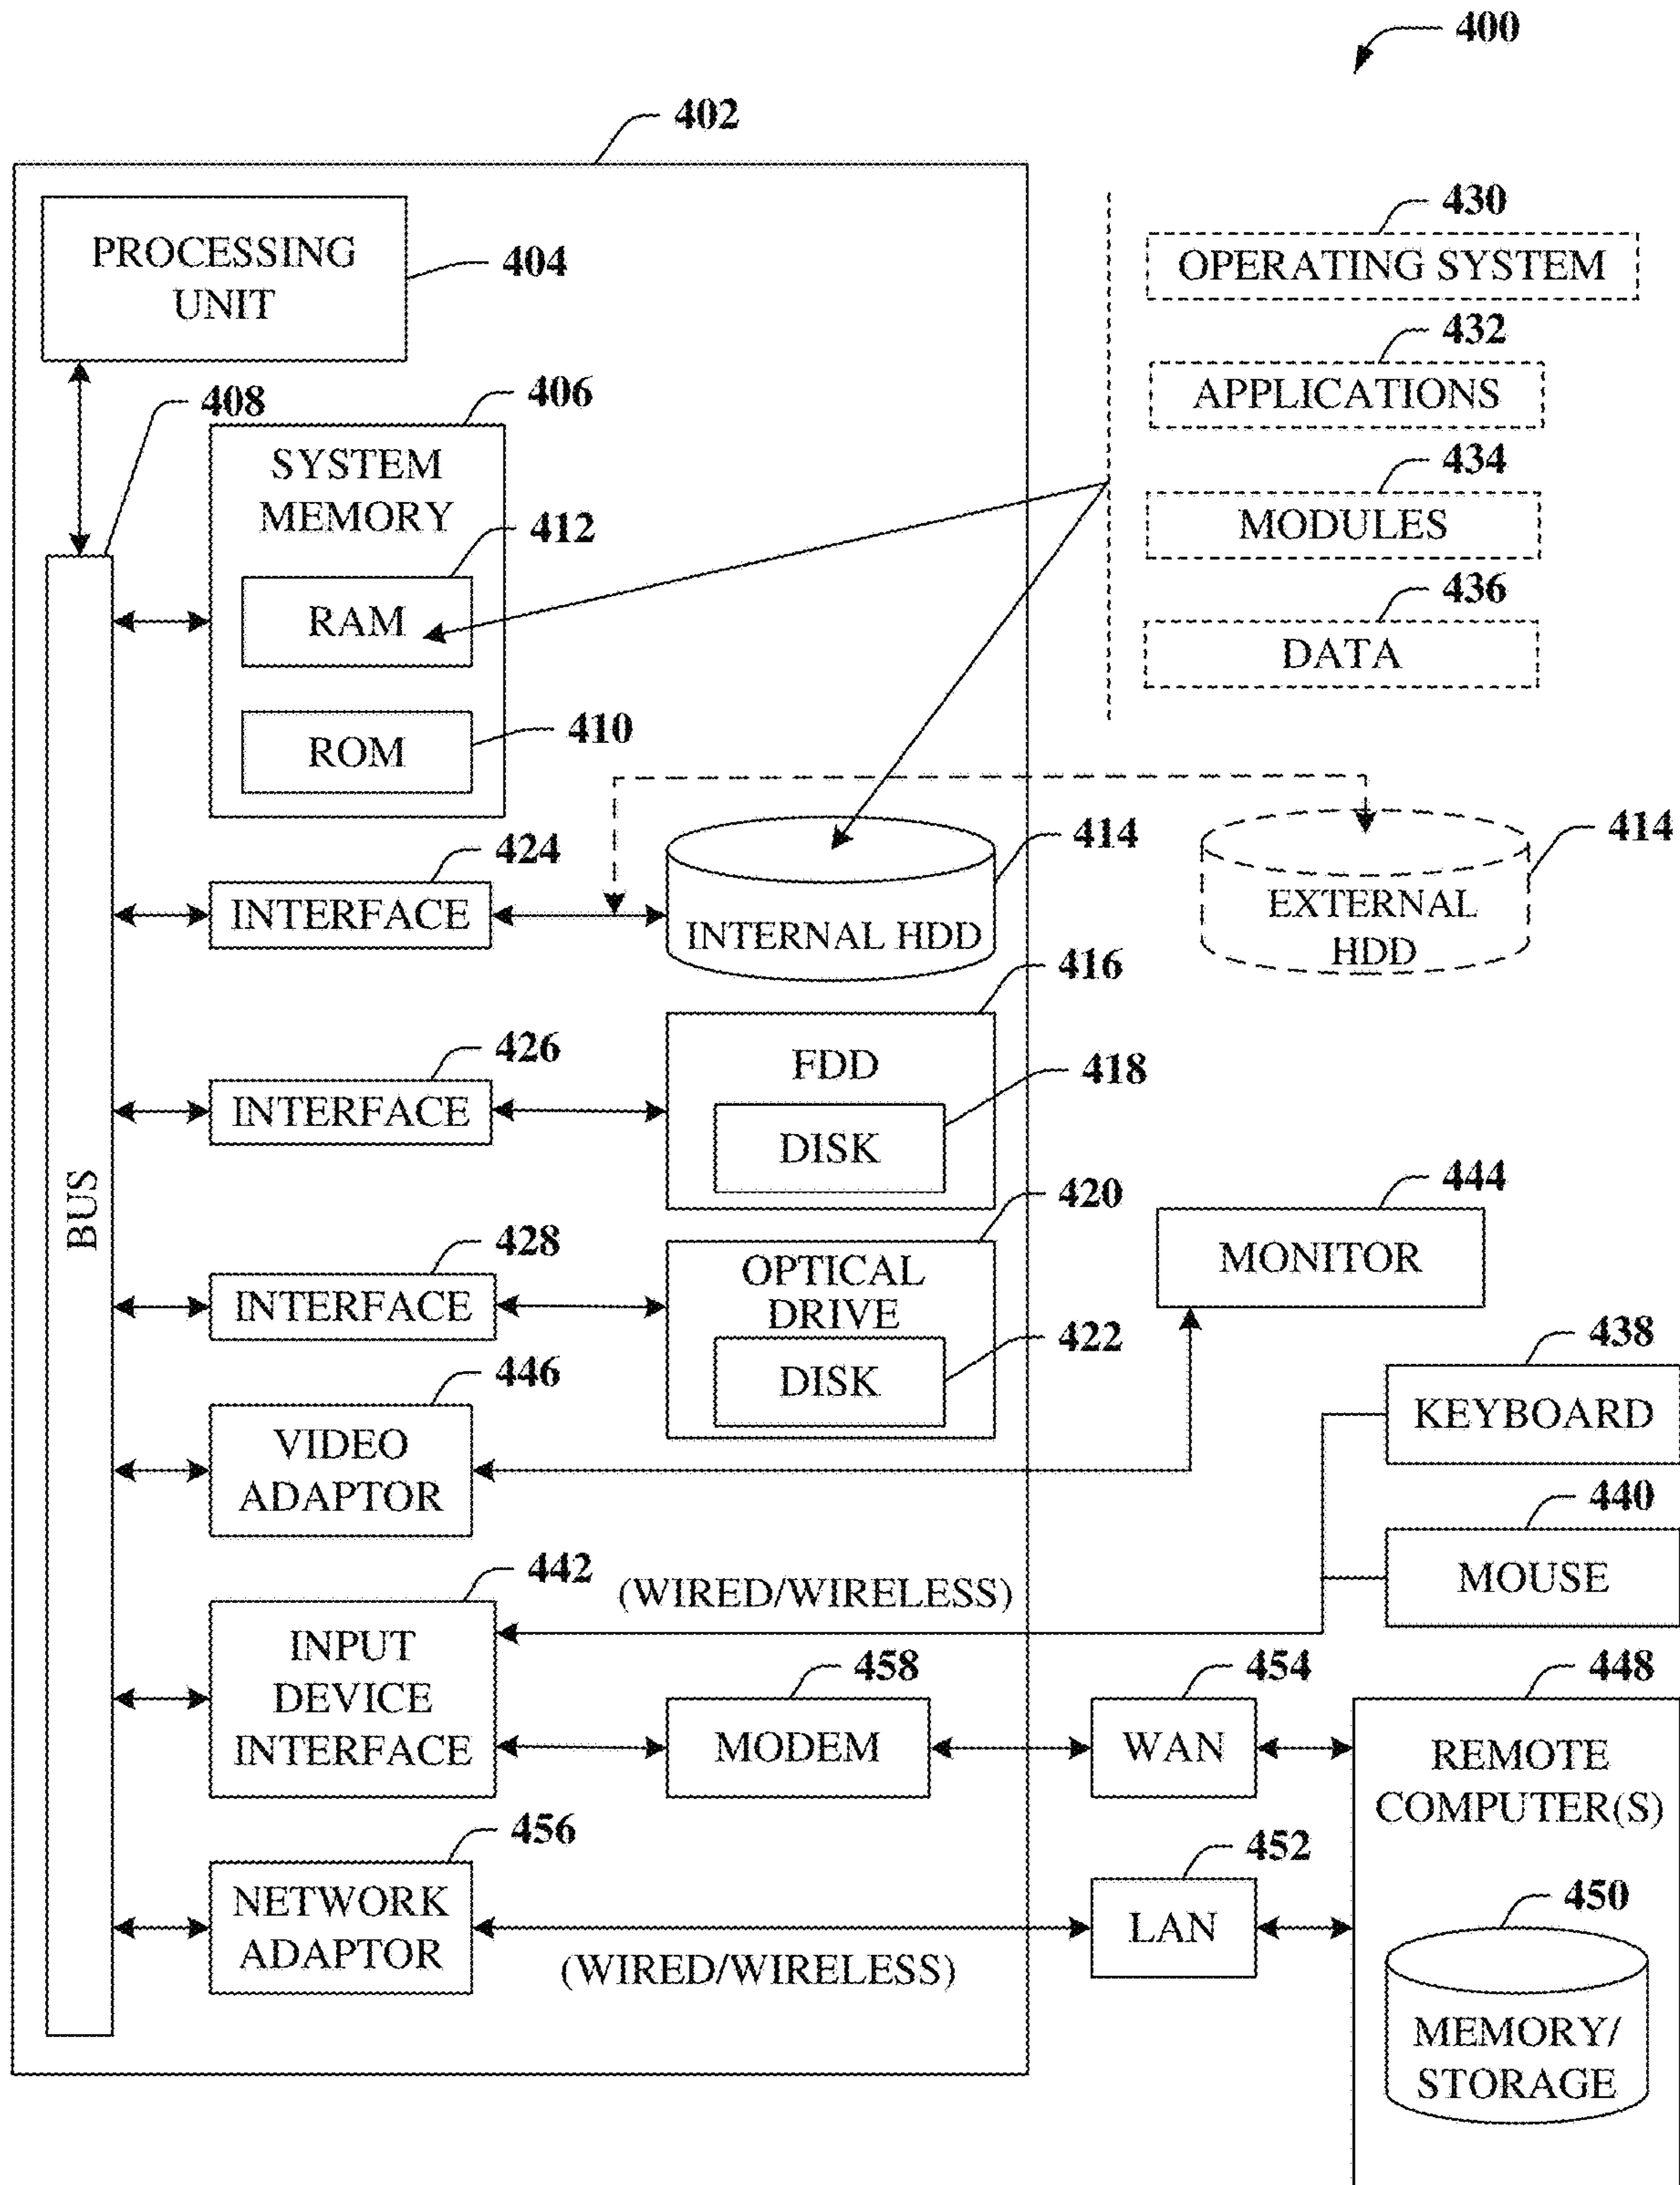 400
402
PROCESSING
UNIT
404
430
OPERATING SYSTEM
432
APPLICATIONS
434
MODULES
436
DATA
408
406
SYSTEM
MEMORY
412
RAM
410
ROM
BUS
424
INTERFACE
414
INTERNAL HDD
414
EXTERNAL
HDD
426
INTERFACE
416
FDD
418
DISK
428
INTERFACE
420
OPTICAL
DRIVE
422
DISK
444
MONITOR
446
VIDEO
ADAPTOR
438
KEYBOARD
440
MOUSE
442
(WIRED/WIRELESS)
INPUT
DEVICE
INTERFACE
458
MODEM
454
WAN
448
REMOTE
COMPUTER(S)
456
NETWORK
ADAPTOR
(WIRED/WIRELESS)
452
LAN
450
MEMORY/
STORAGE